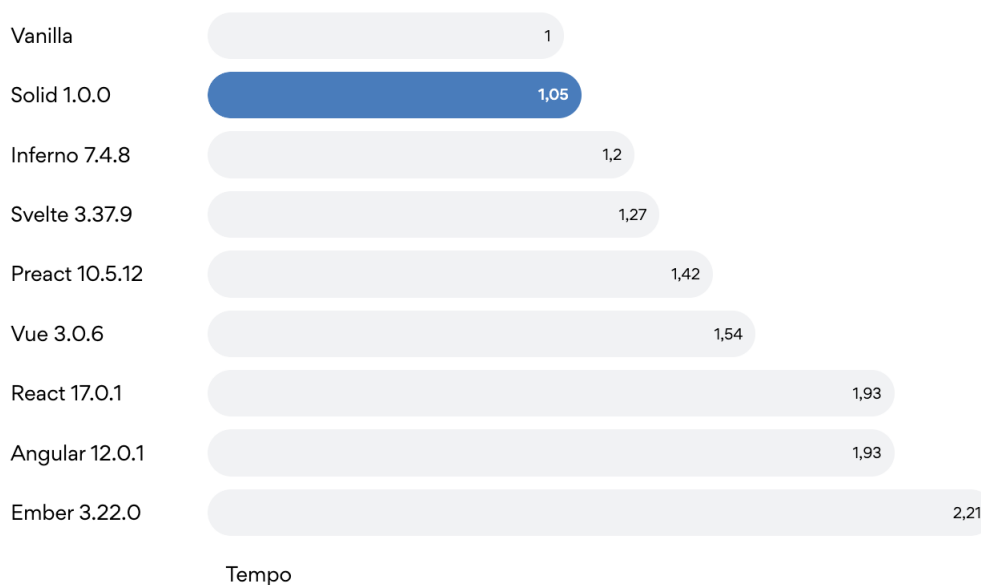 Vanilla 1
Solid 1.0.0 1,05
Inferno 7.4.8 1,2
Svelte 3.37.9 1,27
Preact 10.5.12 1,42
Vue 3.0.6 1,54
React 17.0.1 1,93
Angular 12.0.1 1,93
Ember 3.22.0 2,21
Tempo